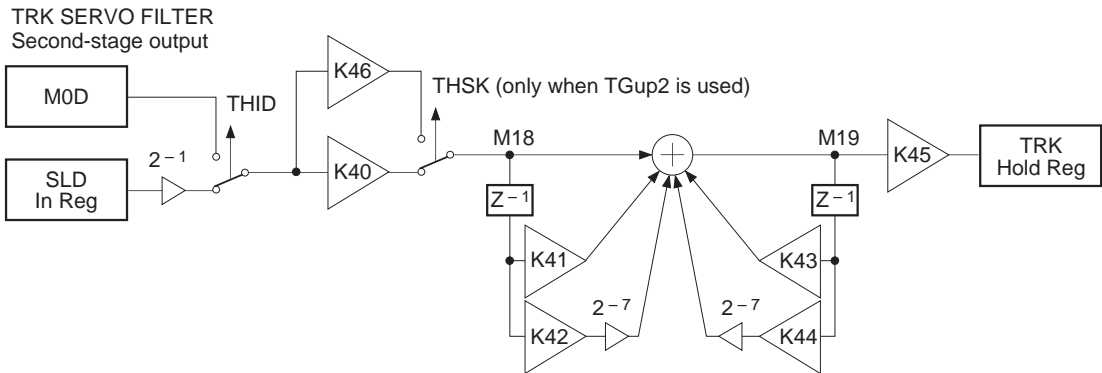 TRK SERVO FILTER
Second-stage output
M0D
SLD
In Reg
2 – 1
THID
K46
K40
THSK (only when TGup2 is used)
M18
M19
K45
TRK
Hold Reg
Z – 1
Z – 1
K41
K43
K42
2 – 7
2 – 7
K44